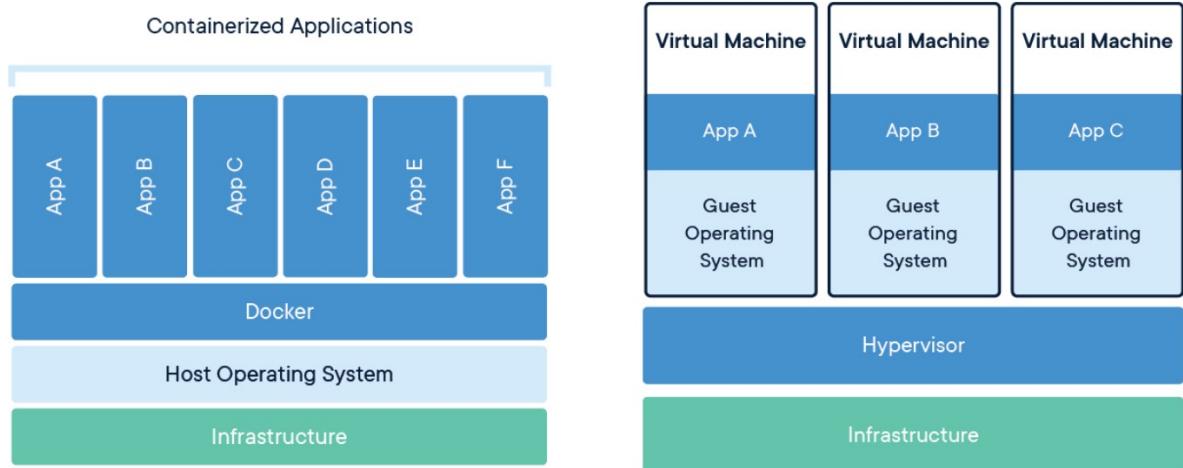 Containerized Applications
App A
App B
App C
App D
App E
App F
Docker
Host Operating System
Infrastructure
Virtual Machine
App A
Guest
Operating
System
Virtual Machine
App B
Guest
Operating
System
Virtual Machine
App C
Guest
Operating
System
Hypervisor
Infrastructure